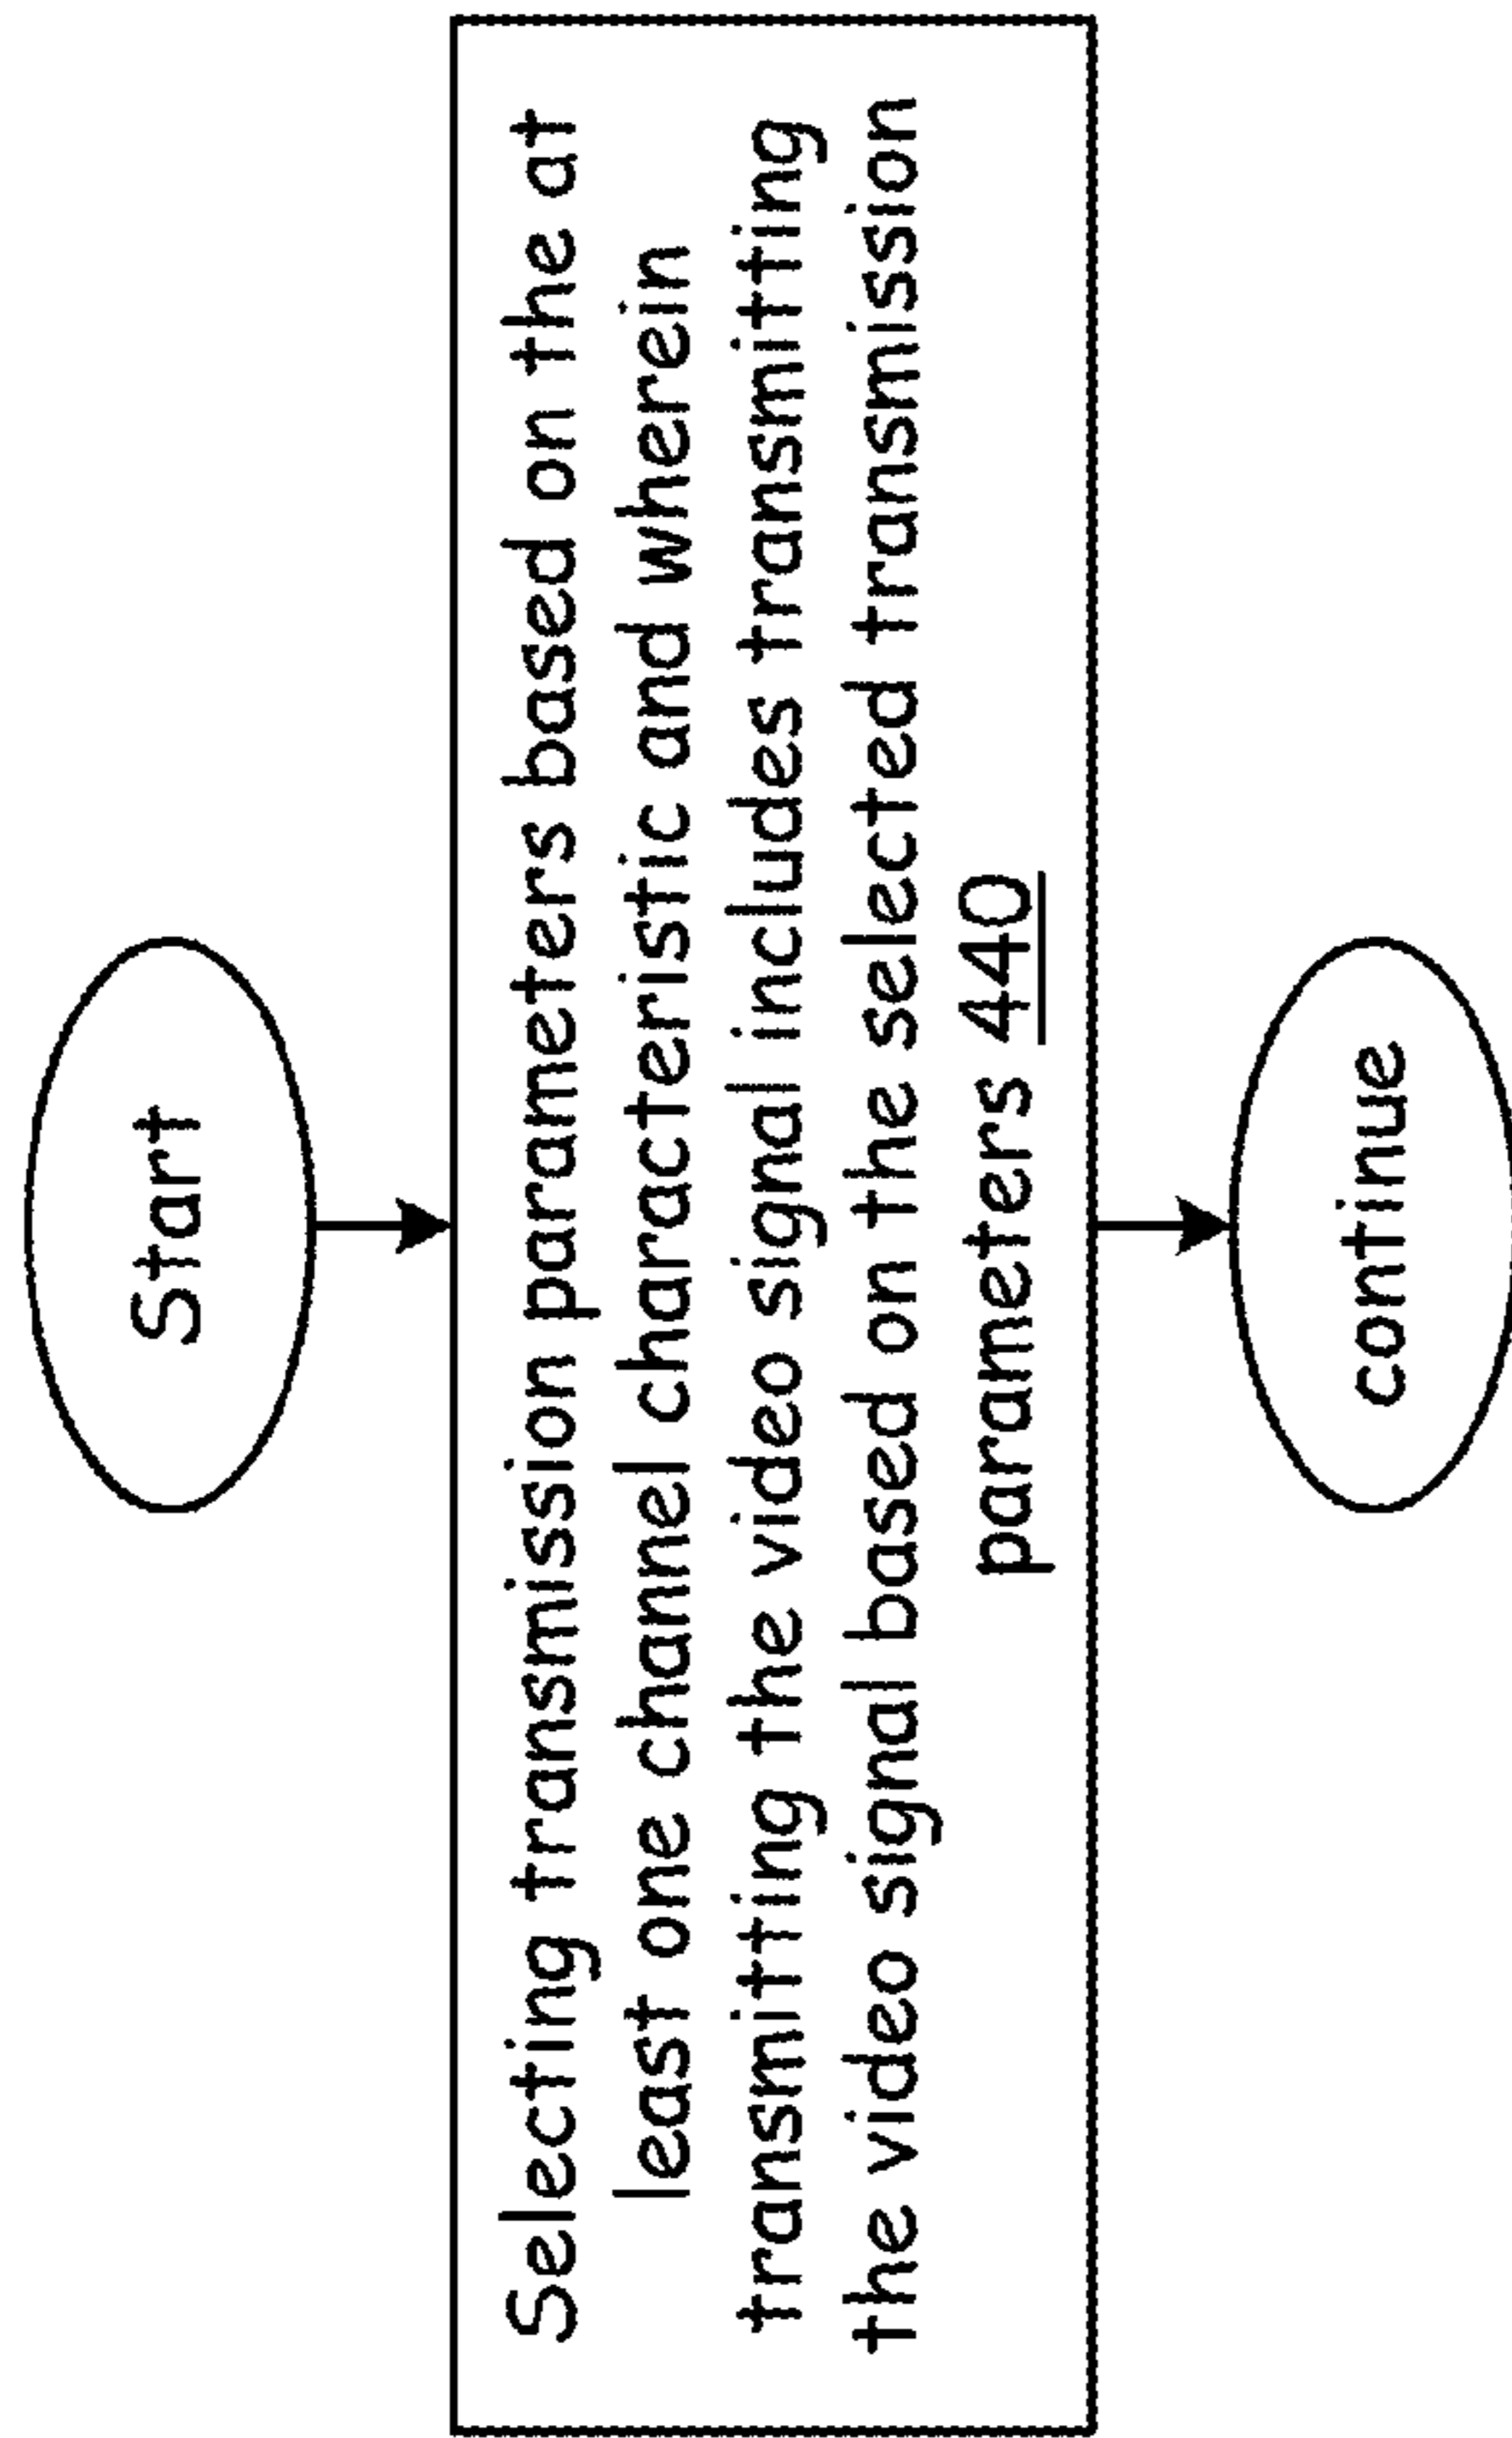 Start
Selecting transmission parameters based on the at
least one channel characteristic and wherein
transmitting the video signal includes transmitting
the video signal based on the selected transmission
parameters 440
continue